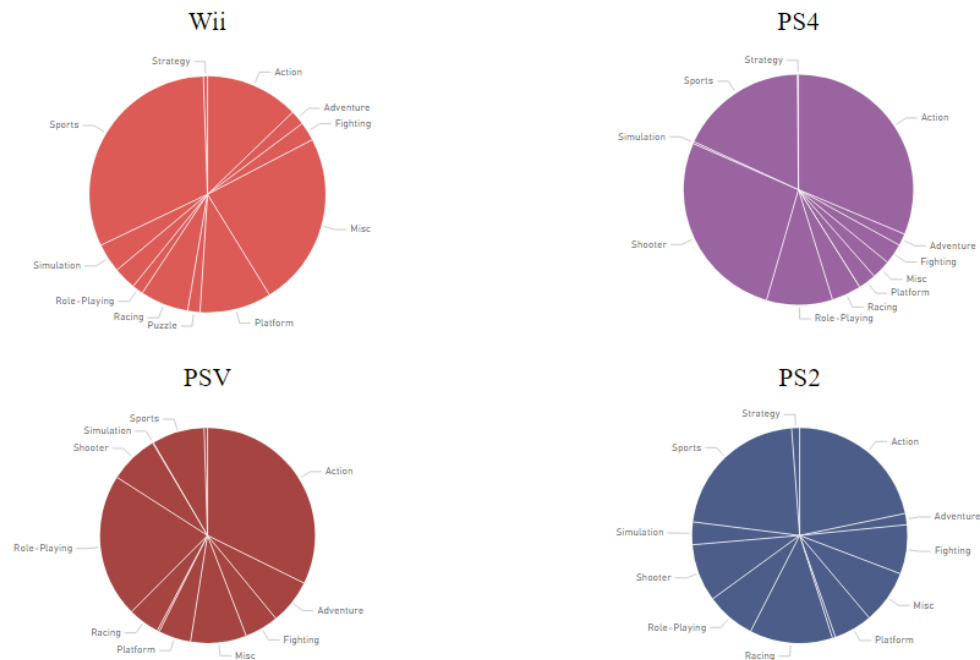 Wii
Strategy
Action
Adventure
Fighting
Sports
Misc
Simulation
Role-Playing
Racing
Puzzle
Platform
PS4
Strategy
Sports
Action
Simulation
Shooter
Adventure
Fighting
Misc
Platform
Racing
Role-Playing
PSV
Sports
Simulation
Shooter
Action
Role-Playing
Adventure
Racing
Fighting
Platform
Misc
PS2
Strategy
Sports
Action
Adventure
Simulation
Fighting
Shooter
Misc
Role-Playing
Platform
Racing